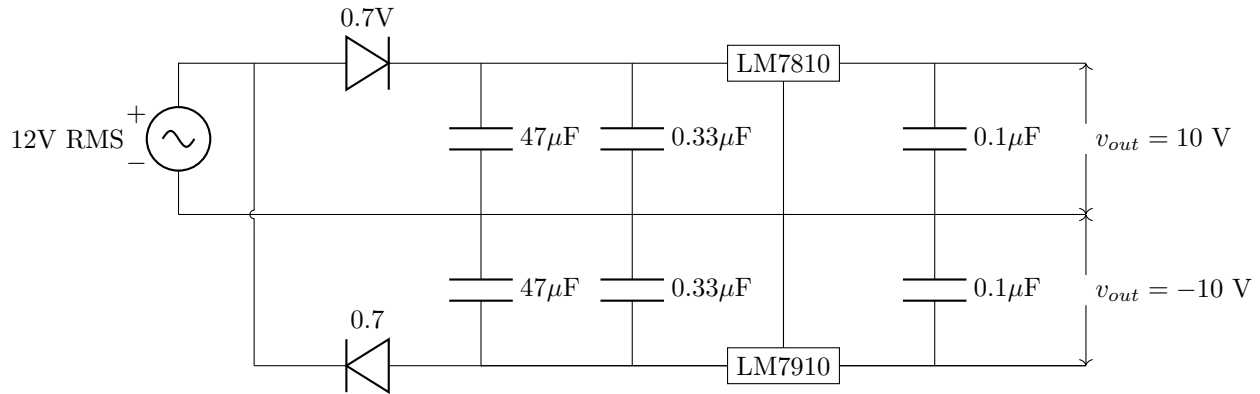 0.7V
LM7810
+
12V RMS
−
47μF
0.33μF
0.1μF
v_out = 10 V
47μF
0.33μF
0.1μF
v_out = −10 V
0.7
LM7910